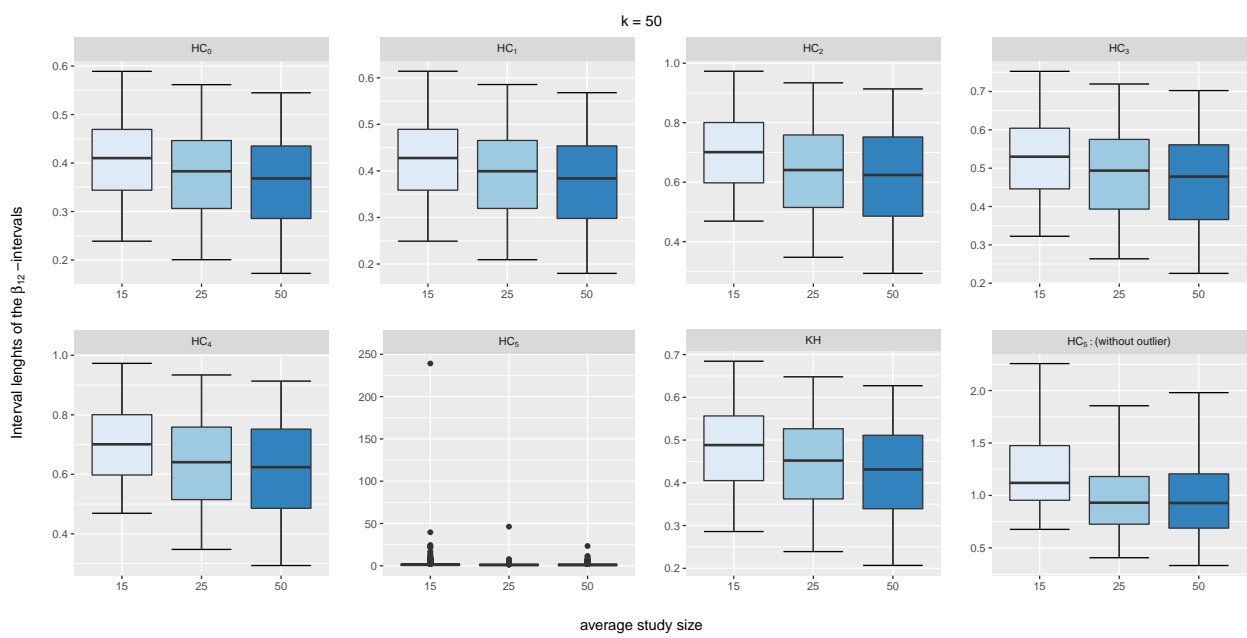 k = 50
HC₀ HC₁ HC₂ HC₃
0.6 0.5 0.4 0.3 0.2
0.6 0.5 0.4 0.3 0.2
1.0 0.8 0.6 0.4
0.7 0.6 0.5 0.4 0.3 0.2
15 25 50 15 25 50 15 25 50 15 25 50
Interval lenghts of the β₁₂−intervals
HC₄ HC₅ KH HC₅ : (without outlier)
1.0 0.8 0.6 0.4
250 200 150 100 50 0
0.7 0.6 0.5 0.4 0.3 0.2
2.0 1.5 1.0 0.5
15 25 50 15 25 50 15 25 50 15 25 50
average study size